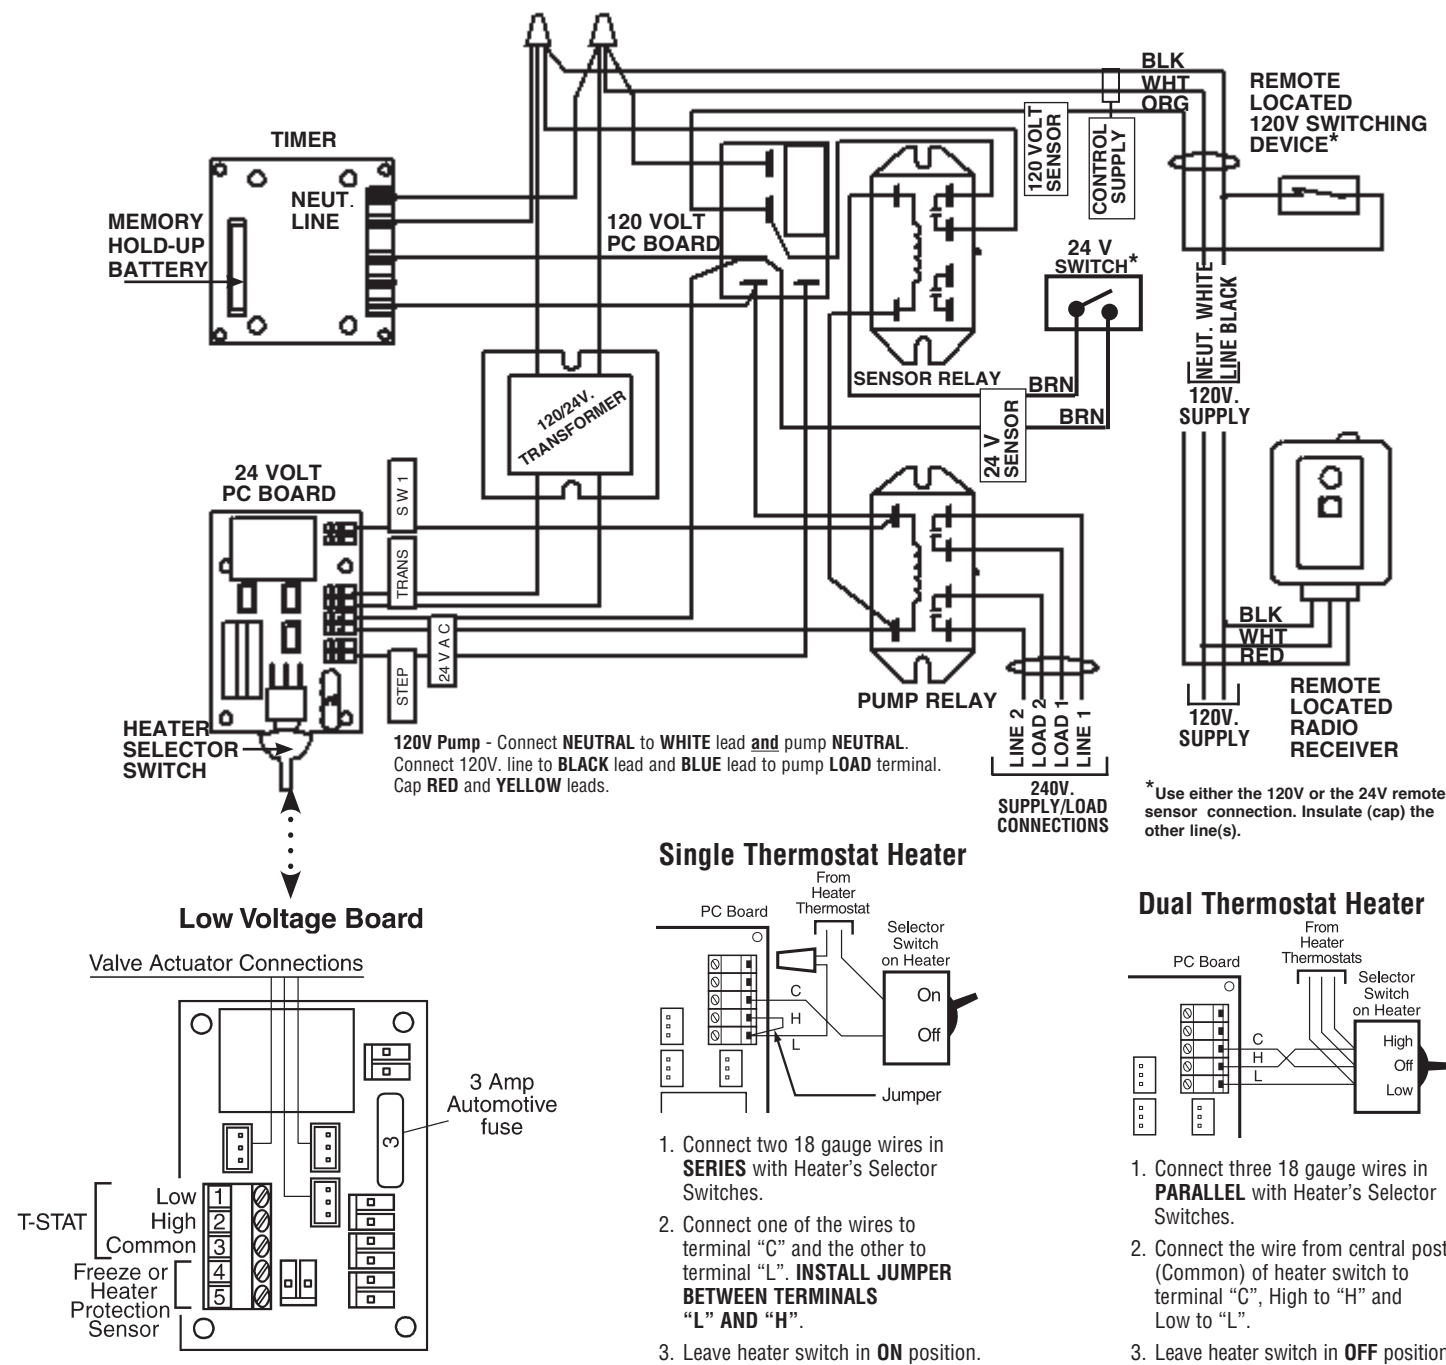 BLK
WHT
ORG
REMOTE
LOCATED
120V SWITCHING
DEVICE*
120 VOLT
SENSOR
CONTROL
SUPPLY
TIMER
NEUT.
LINE
MEMORY
HOLD-UP
BATTERY
120 VOLT
PC BOARD
24 V
SWITCH*
NEUT. WHITE
LINE BLACK
120V.
SUPPLY
SENSOR RELAY
BRN
BRN
24 V
SENSOR
120/24V.
TRANSFORMER
24 VOLT
PC BOARD
S W 1
TRANS
24 V A C
STEP
HEATER
SELECTOR
SWITCH
PUMP RELAY
LINE 2
LOAD 2
LOAD 1
LINE 1
240V.
SUPPLY/LOAD
CONNECTIONS
BLK
WHT
RED
120V.
SUPPLY
REMOTE
LOCATED
RADIO
RECEIVER
120V Pump - Connect NEUTRAL to WHITE lead and pump NEUTRAL.
Connect 120V. line to BLACK lead and BLUE lead to pump LOAD terminal.
Cap RED and YELLOW leads.
*Use either the 120V or the 24V remote
sensor connection. Insulate (cap) the
other line(s).
Low Voltage Board
Valve Actuator Connections
3 Amp
Automotive
fuse
3
T-STAT
Low
High
Common
Freeze or
Heater
Protection
Sensor
1
2
3
4
5
Single Thermostat Heater
From
Heater
Thermostat
PC Board
Selector
Switch
on Heater
On
Off
C
H
L
Jumper
1. Connect two 18 gauge wires in
SERIES with Heater's Selector
Switches.
2. Connect one of the wires to
terminal “C” and the other to
terminal “L”. INSTALL JUMPER
BETWEEN TERMINALS
“L” AND “H”.
3. Leave heater switch in ON position.
Dual Thermostat Heater
From
Heater
Thermostats
PC Board
Selector
Switch
on Heater
High
Off
Low
C
H
L
1. Connect three 18 gauge wires in
PARALLEL with Heater's Selector
Switches.
2. Connect the wire from central post
(Common) of heater switch to
terminal “C”, High to “H” and
Low to “L”.
3. Leave heater switch in OFF position